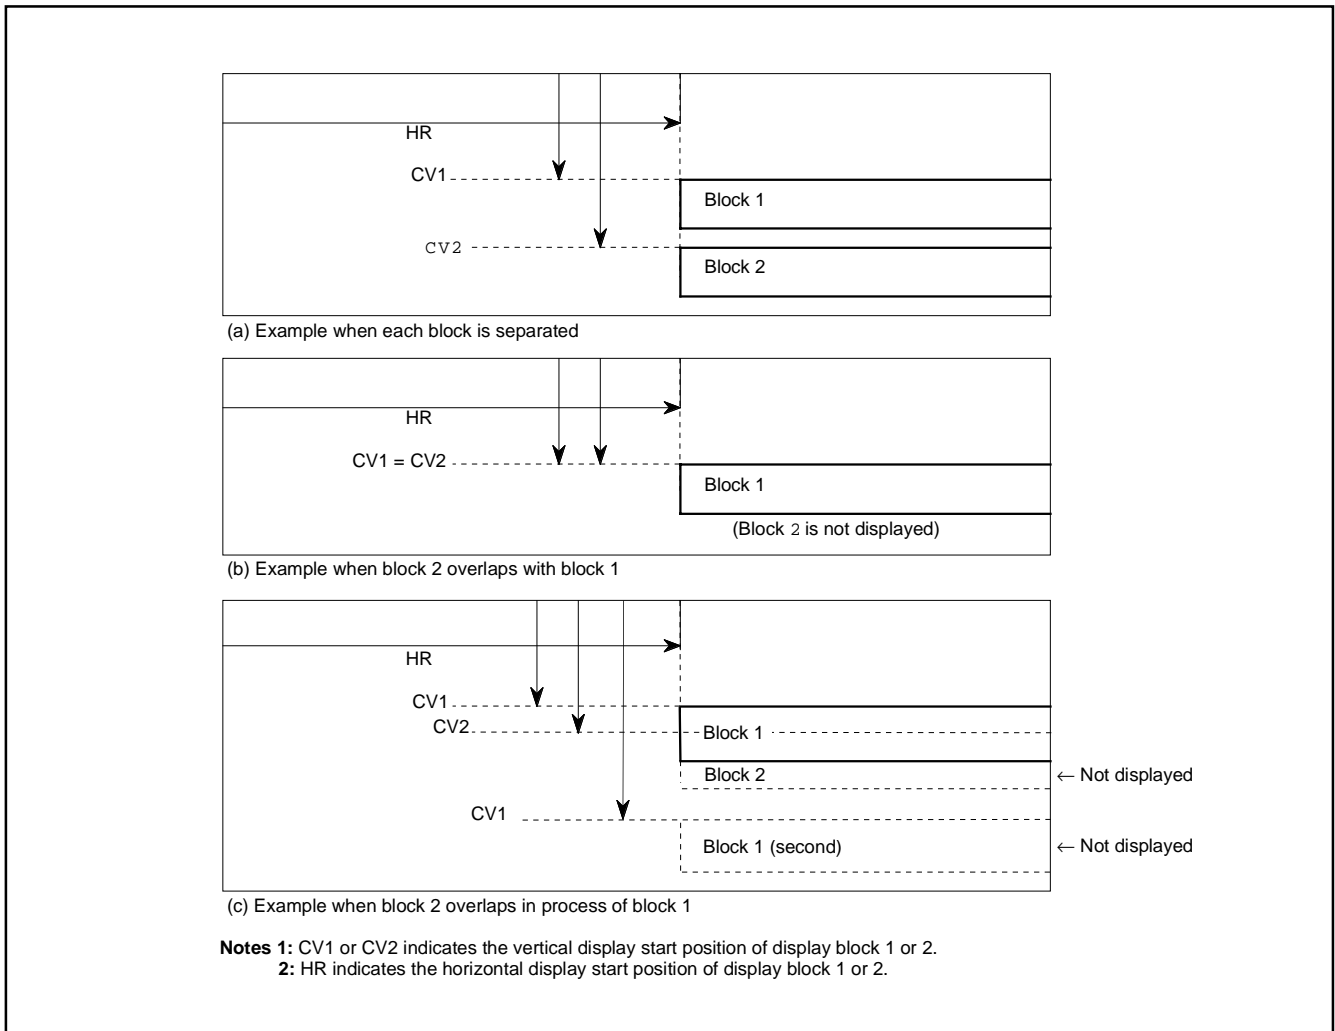 HR
CV1
Block 1
CV2
Block 2
(a) Example when each block is separated
HR
CV1 = CV2
Block 1
(Block 2 is not displayed)
(b) Example when block 2 overlaps with block 1
HR
CV1
CV2
Block 1
Block 2
← Not displayed
CV1
Block 1 (second)
← Not displayed
(c) Example when block 2 overlaps in process of block 1
Notes 1: CV1 or CV2 indicates the vertical display start position of display block 1 or 2.
2: HR indicates the horizontal display start position of display block 1 or 2.